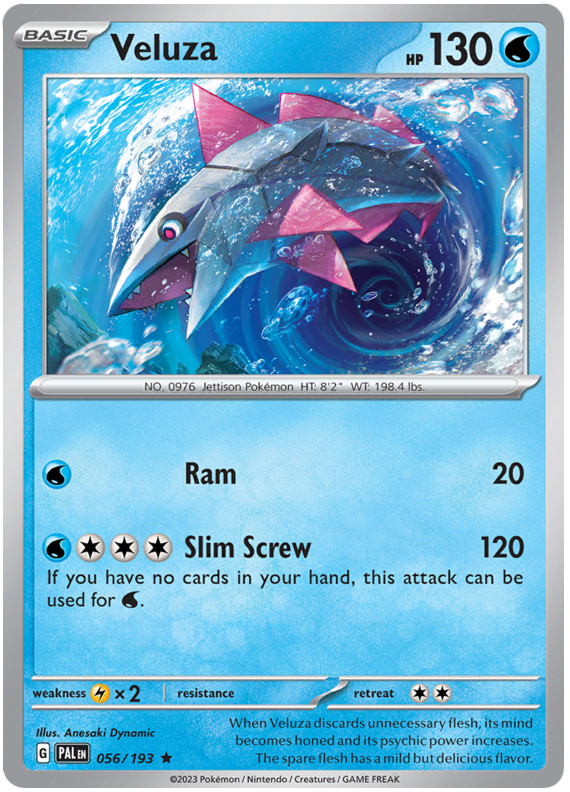 BASIC Veluza HP 130
NO. 0976 Jettison Pokémon HT: 8'2" WT: 198.4 lbs.
Ram 20
Slim Screw 120
If you have no cards in your hand, this attack can be
used for .
weakness ×2 resistance retreat
Illus. Anesaki Dynamic
When Veluza discards unnecessary flesh, its mind
becomes honed and its psychic power increases.
The spare flesh has a mild but delicious flavor.
G PAL EN 056/193 ★
©2023 Pokémon / Nintendo / Creatures / GAME FREAK